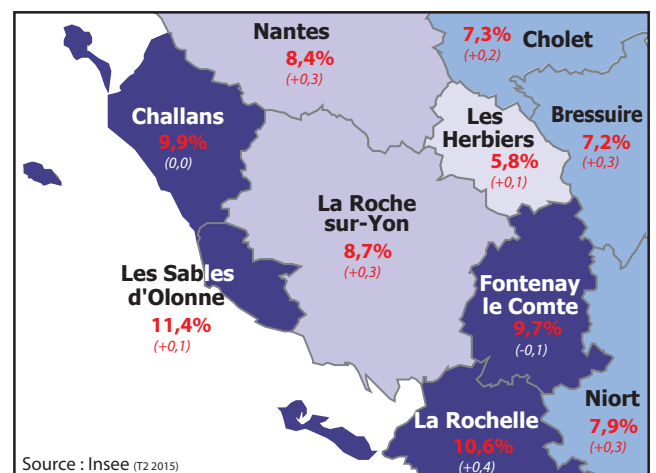 Nantes
8,4%
(+0,3)
7,3%
(+0,2)
Cholet
Challans
9,9%
(0,0)
Les
Herbiers
5,8%
(+0,1)
Bressuire
7,2%
(+0,3)
La Roche
sur-Yon
8,7%
(+0,3)
Les Sables
d'Olonne
11,4%
(+0,1)
Fontenay
le Comte
9,7%
(-0,1)
La Rochelle
10,6%
(+0,4)
Niort
7,9%
(+0,3)
Source : Insee (T2 2015)